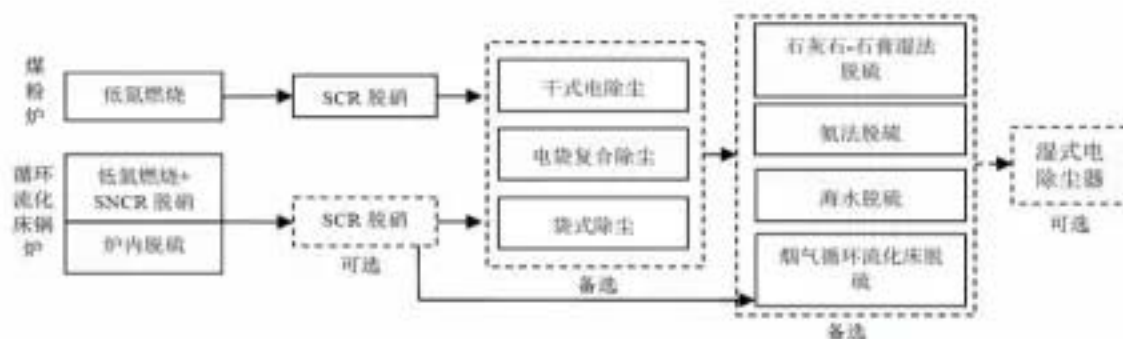 煤
粉
炉
低氮燃烧
SCR 脱硝
循环
流化
床锅
炉
低氮燃烧+
SNCR 脱硝
炉内脱硫
SCR 脱硝
可选
干式电除尘
电袋复合除尘
袋式除尘
备选
石灰石-石膏湿法
脱硫
氨法脱硫
海水脱硫
烟气循环流化床脱
硫
备选
湿式电
除尘器
可选